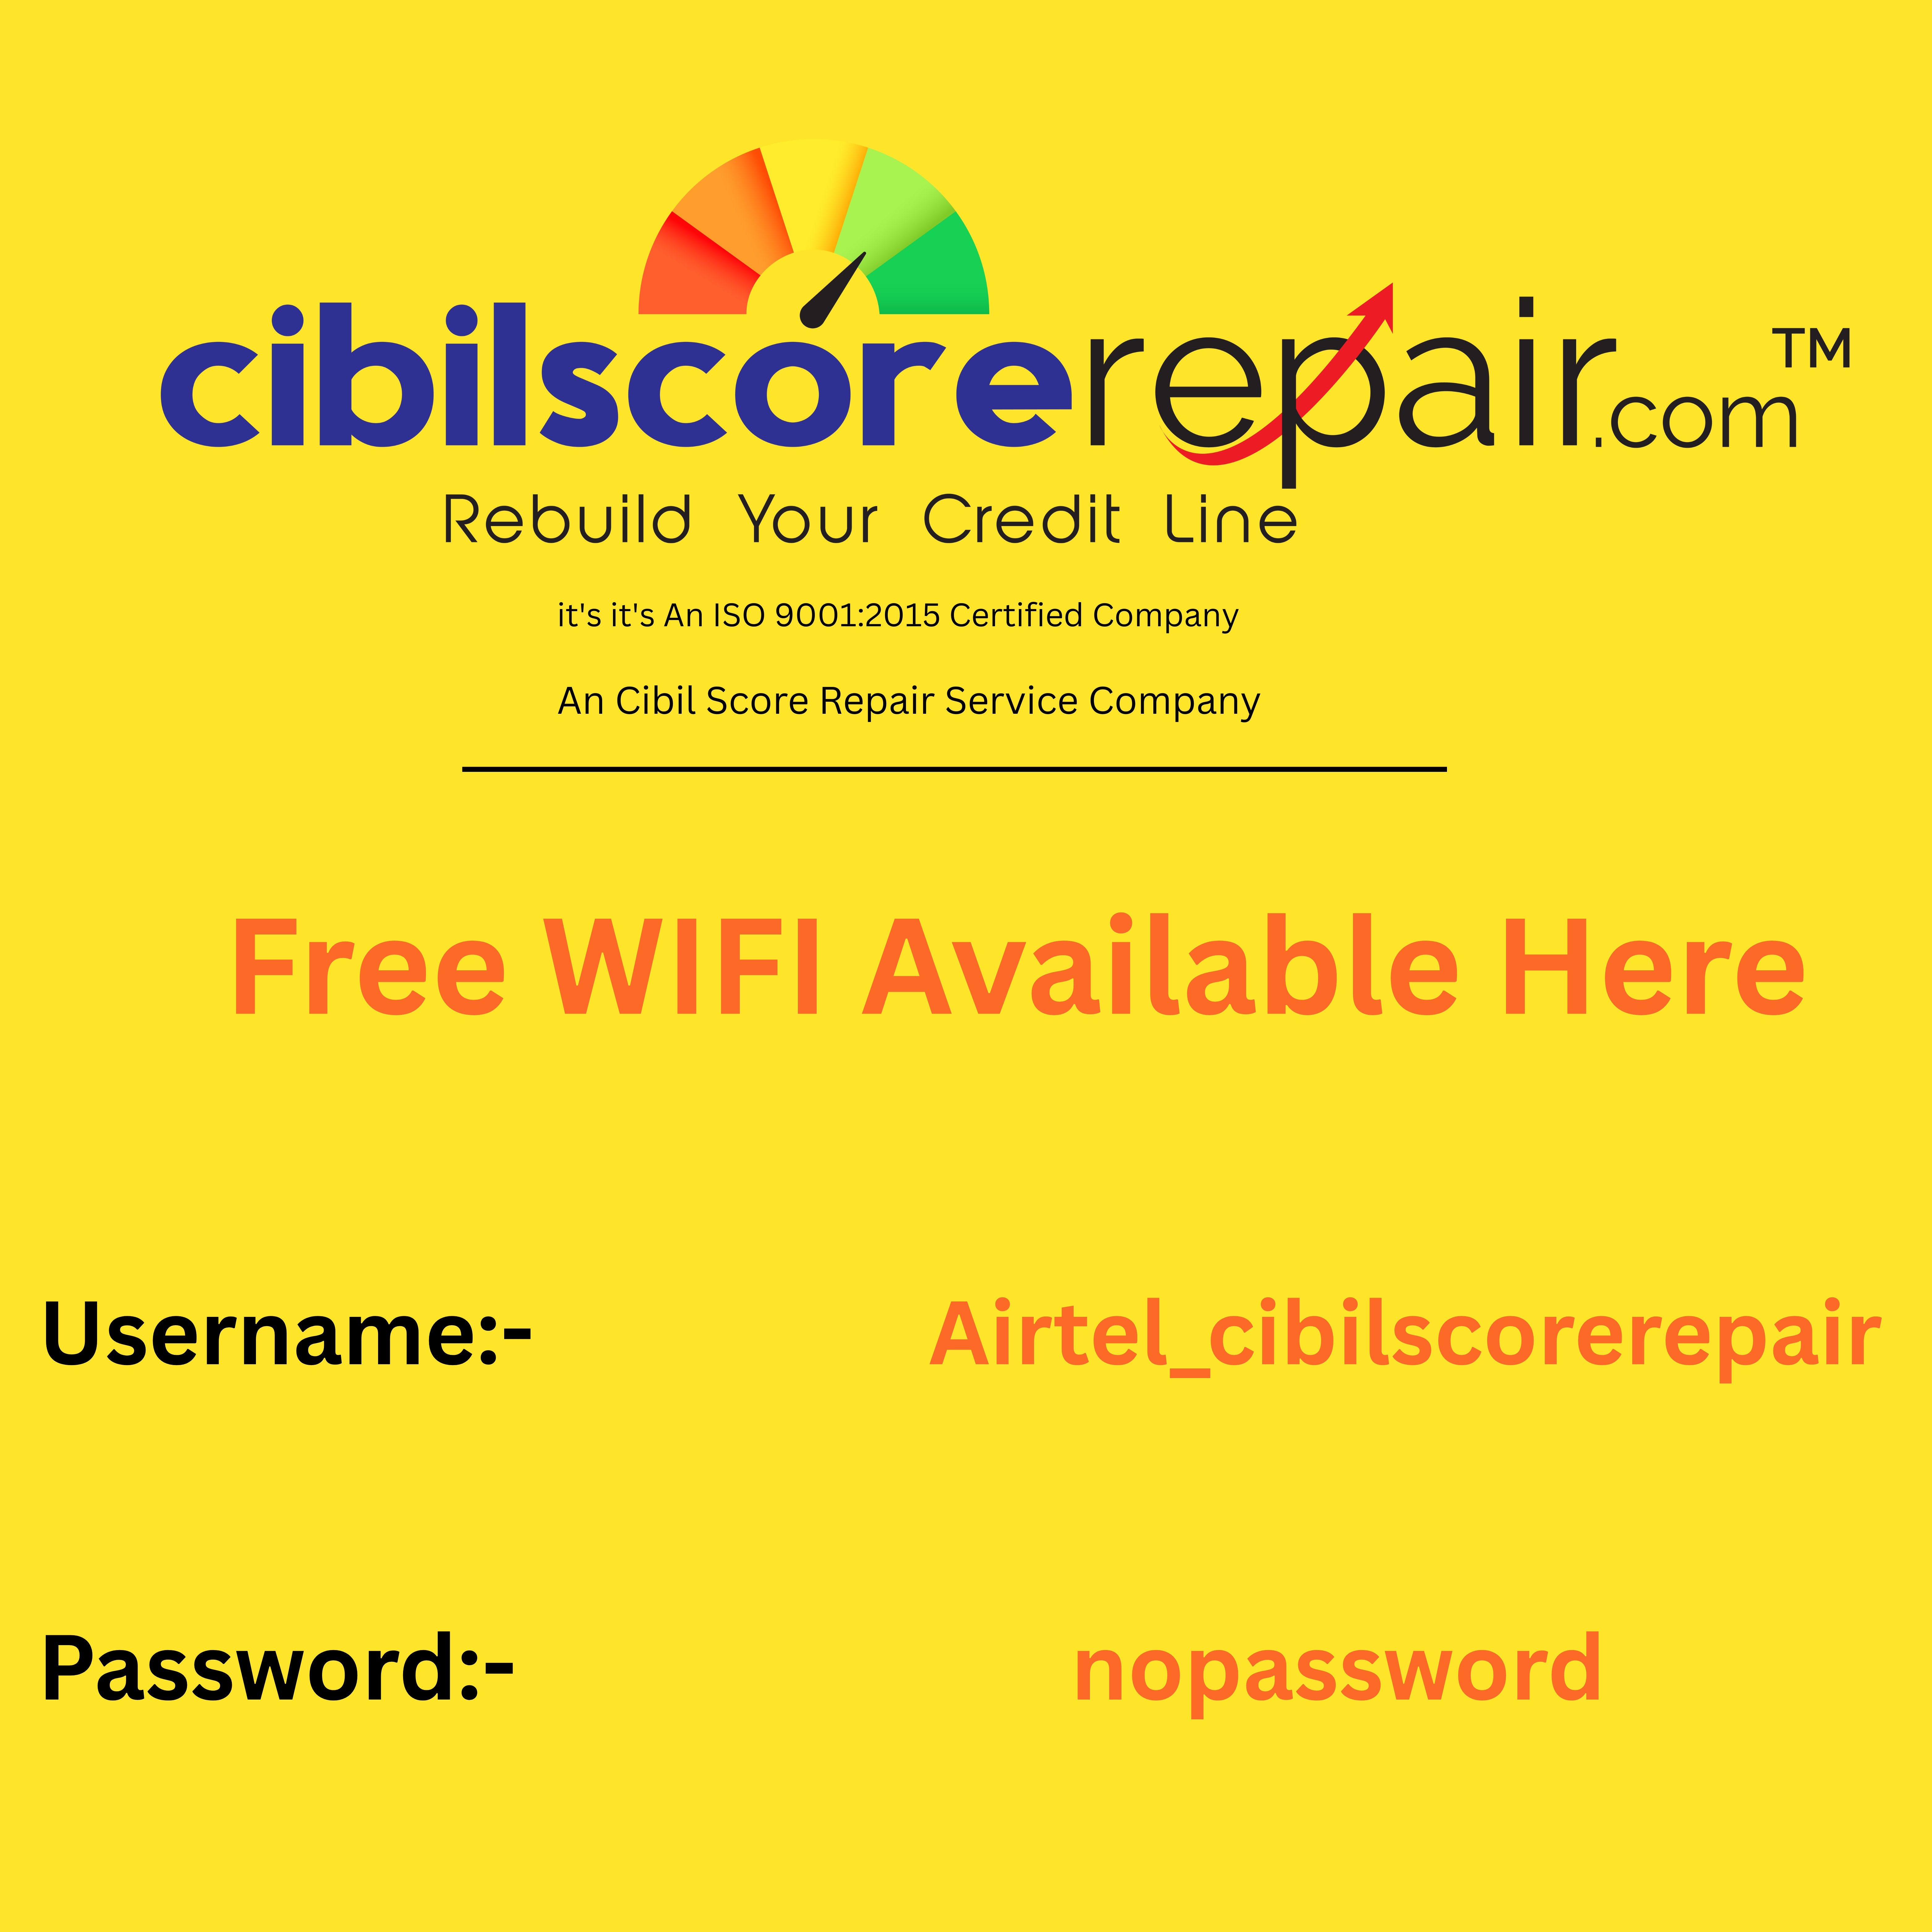 cibilscorerepair.com™
Rebuild Your Credit Line
it's it's An ISO 9001:2015 Certified Company
An Cibil Score Repair Service Company
Free WIFI Available Here
Username:- Airtel_cibilscorerepair
Password:- nopassword